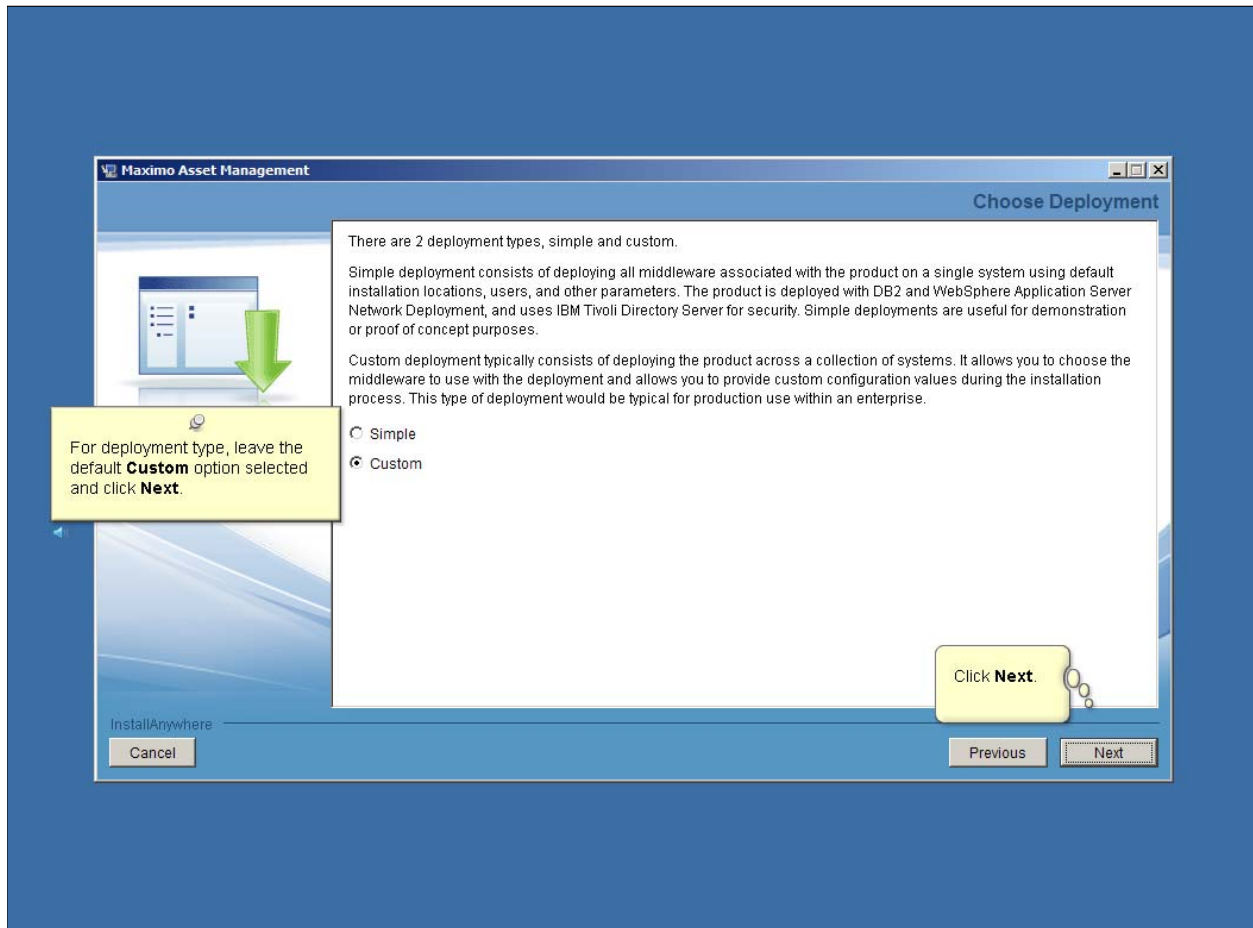 Maximo Asset Management
Choose Deployment
There are 2 deployment types, simple and custom.
Simple deployment consists of deploying all middleware associated with the product on a single system using default
installation locations, users, and other parameters. The product is deployed with DB2 and WebSphere Application Server
Network Deployment, and uses IBM Tivoli Directory Server for security. Simple deployments are useful for demonstration
or proof of concept purposes.
Custom deployment typically consists of deploying the product across a collection of systems. It allows you to choose the
middleware to use with the deployment and allows you to provide custom configuration values during the installation
process. This type of deployment would be typical for production use within an enterprise.
Simple
Custom
For deployment type, leave the
default Custom option selected
and click Next.
Click Next.
InstallAnywhere
Cancel
Previous
Next